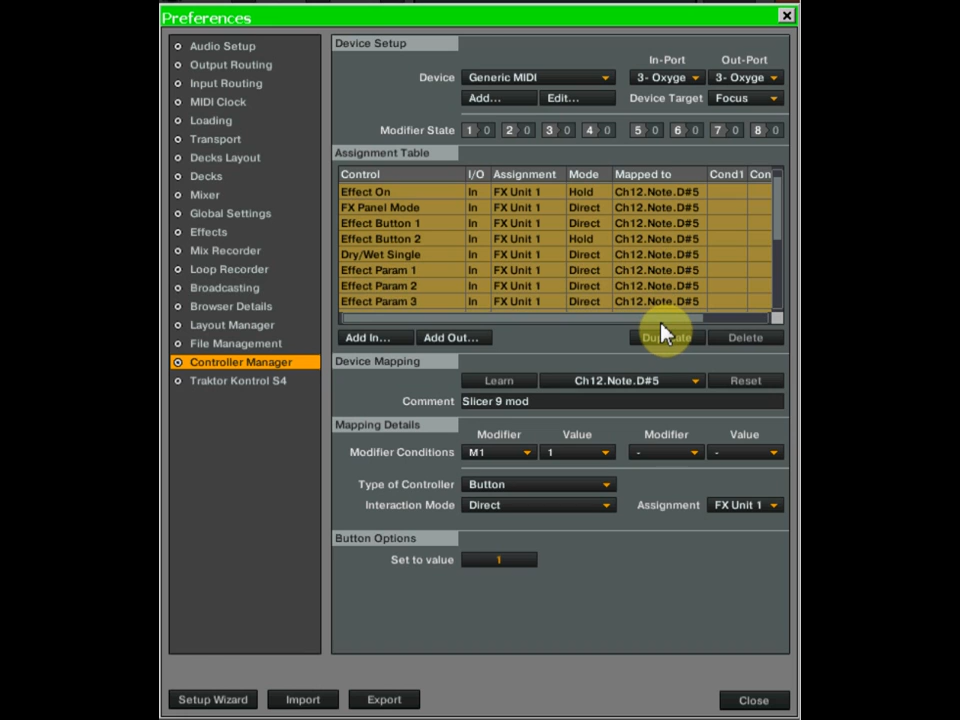 Preferences
Audio Setup
Output Routing
Input Routing
MIDI Clock
Loading
Transport
Decks Layout
Decks
Mixer
Global Settings
Effects
Mix Recorder
Loop Recorder
Broadcasting
Browser Details
Layout Manager
File Management
Controller Manager
Traktor Kontrol S4
Device Setup
In-Port Out-Port
Device Generic MIDI 3- Oxyge 3- Oxyge
Add... Edit... Device Target Focus
Modifier State 1 0 2 0 3 0 4 0 5 0 6 0 7 0 8 0
Assignment Table
Control I/O Assignment Mode Mapped to Cond1 Con
Effect On In FX Unit 1 Hold Ch12.Note.D#5
FX Panel Mode In FX Unit 1 Direct Ch12.Note.D#5
Effect Button 1 In FX Unit 1 Direct Ch12.Note.D#5
Effect Button 2 In FX Unit 1 Hold Ch12.Note.D#5
Dry/Wet Single In FX Unit 1 Direct Ch12.Note.D#5
Effect Param 1 In FX Unit 1 Direct Ch12.Note.D#5
Effect Param 2 In FX Unit 1 Direct Ch12.Note.D#5
Effect Param 3 In FX Unit 1 Direct Ch12.Note.D#5
Add In... Add Out... Duplicate Delete
Device Mapping
Learn Ch12.Note.D#5 Reset
Comment Slicer 9 mod
Mapping Details
Modifier Value Modifier Value
Modifier Conditions M1 1 - -
Type of Controller Button
Interaction Mode Direct Assignment FX Unit 1
Button Options
Set to value 1
Setup Wizard Import Export Close